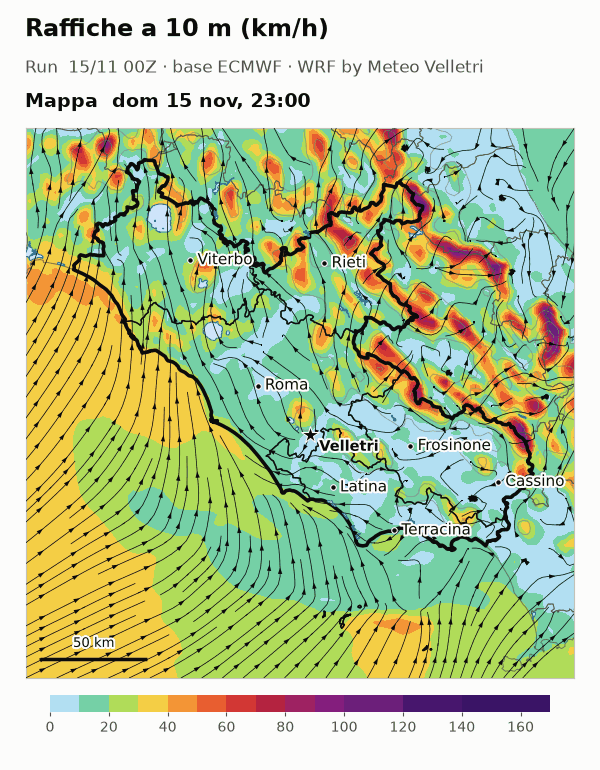 Raffiche a 10 m (km/h)
Run 15/11 00Z · base ECMWF · WRF by Meteo Velletri
Mappa dom 15 nov, 23:00
Viterbo
Rieti
Roma
Velletri
Frosinone
Latina
Cassino
Terracina
50 km
0 20 40 60 80 100 120 140 160